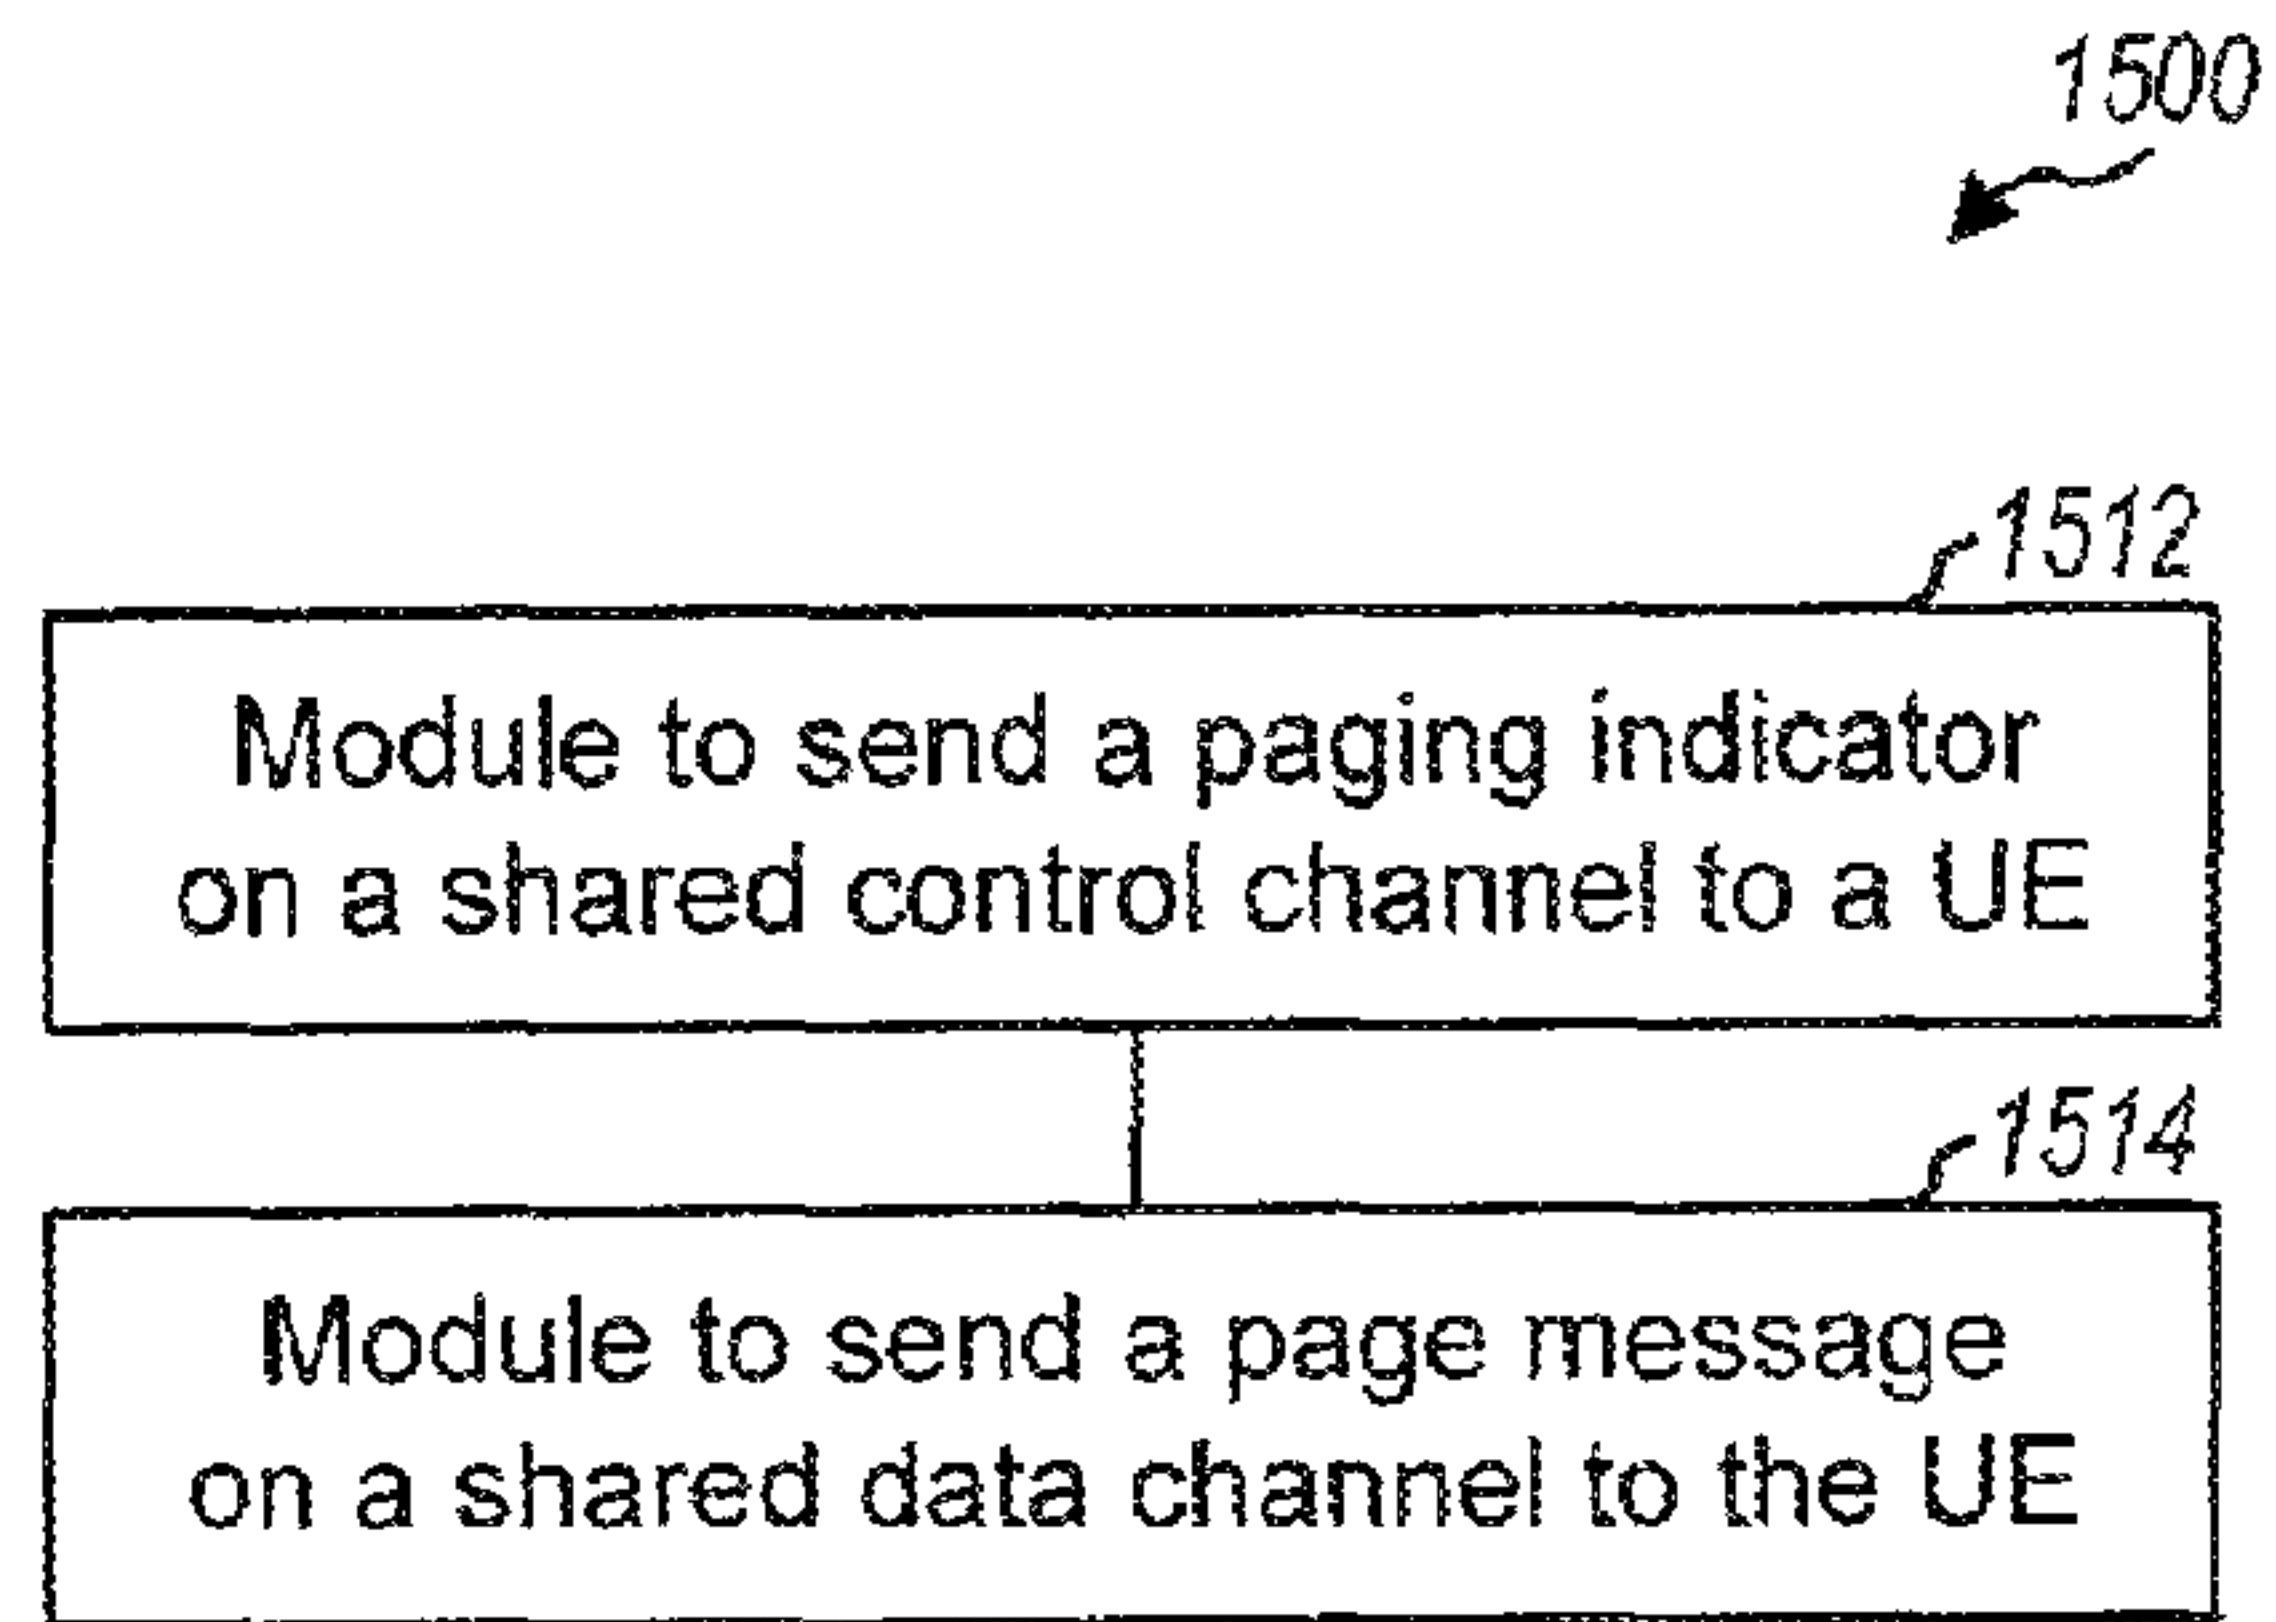 1500
1512
Module to send a paging indicator
on a shared control channel to a UE
1514
Module to send a page message
on a shared data channel to the UE